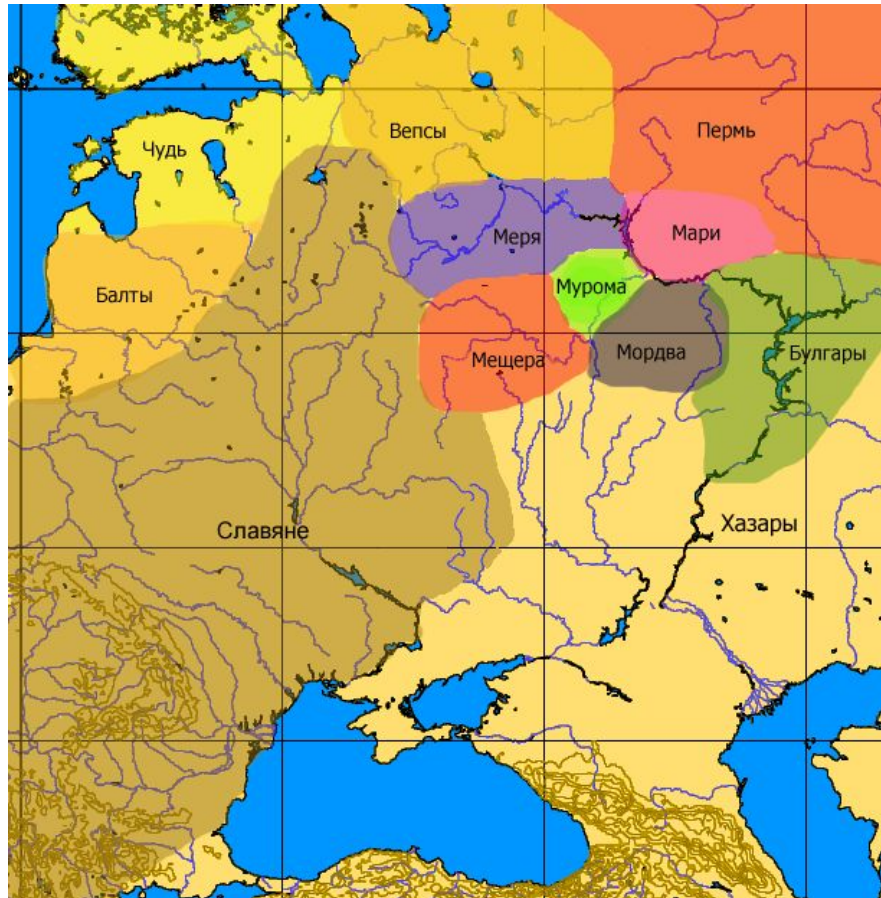 Вепсы
Пермь
Чудь
Меря
Мари
Балты
Мурома
Мещера
Мордва
Булгары
Славяне
Хазары